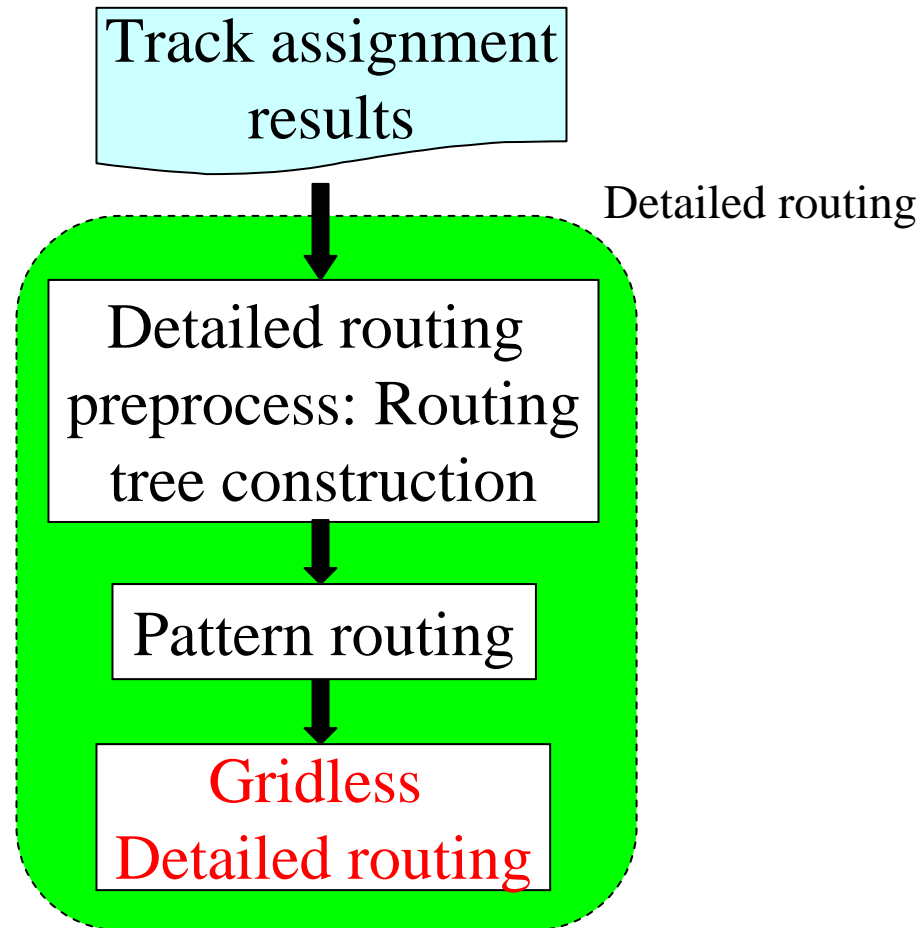 Track assignment
results
Detailed routing
Detailed routing
preprocess: Routing
tree construction
Pattern routing
Gridless
Detailed routing